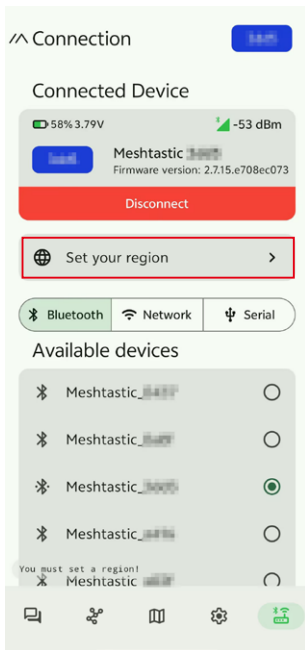 Connection
Connected Device
58% 3.79V
-53 dBm
Meshtastic
Firmware version: 2.7.15.e708ec073
Disconnect
Set your region
Bluetooth
Network
Serial
Available devices
Meshtastic_
Meshtastic_
Meshtastic_
Meshtastic_
You must set a region!
Meshtastic